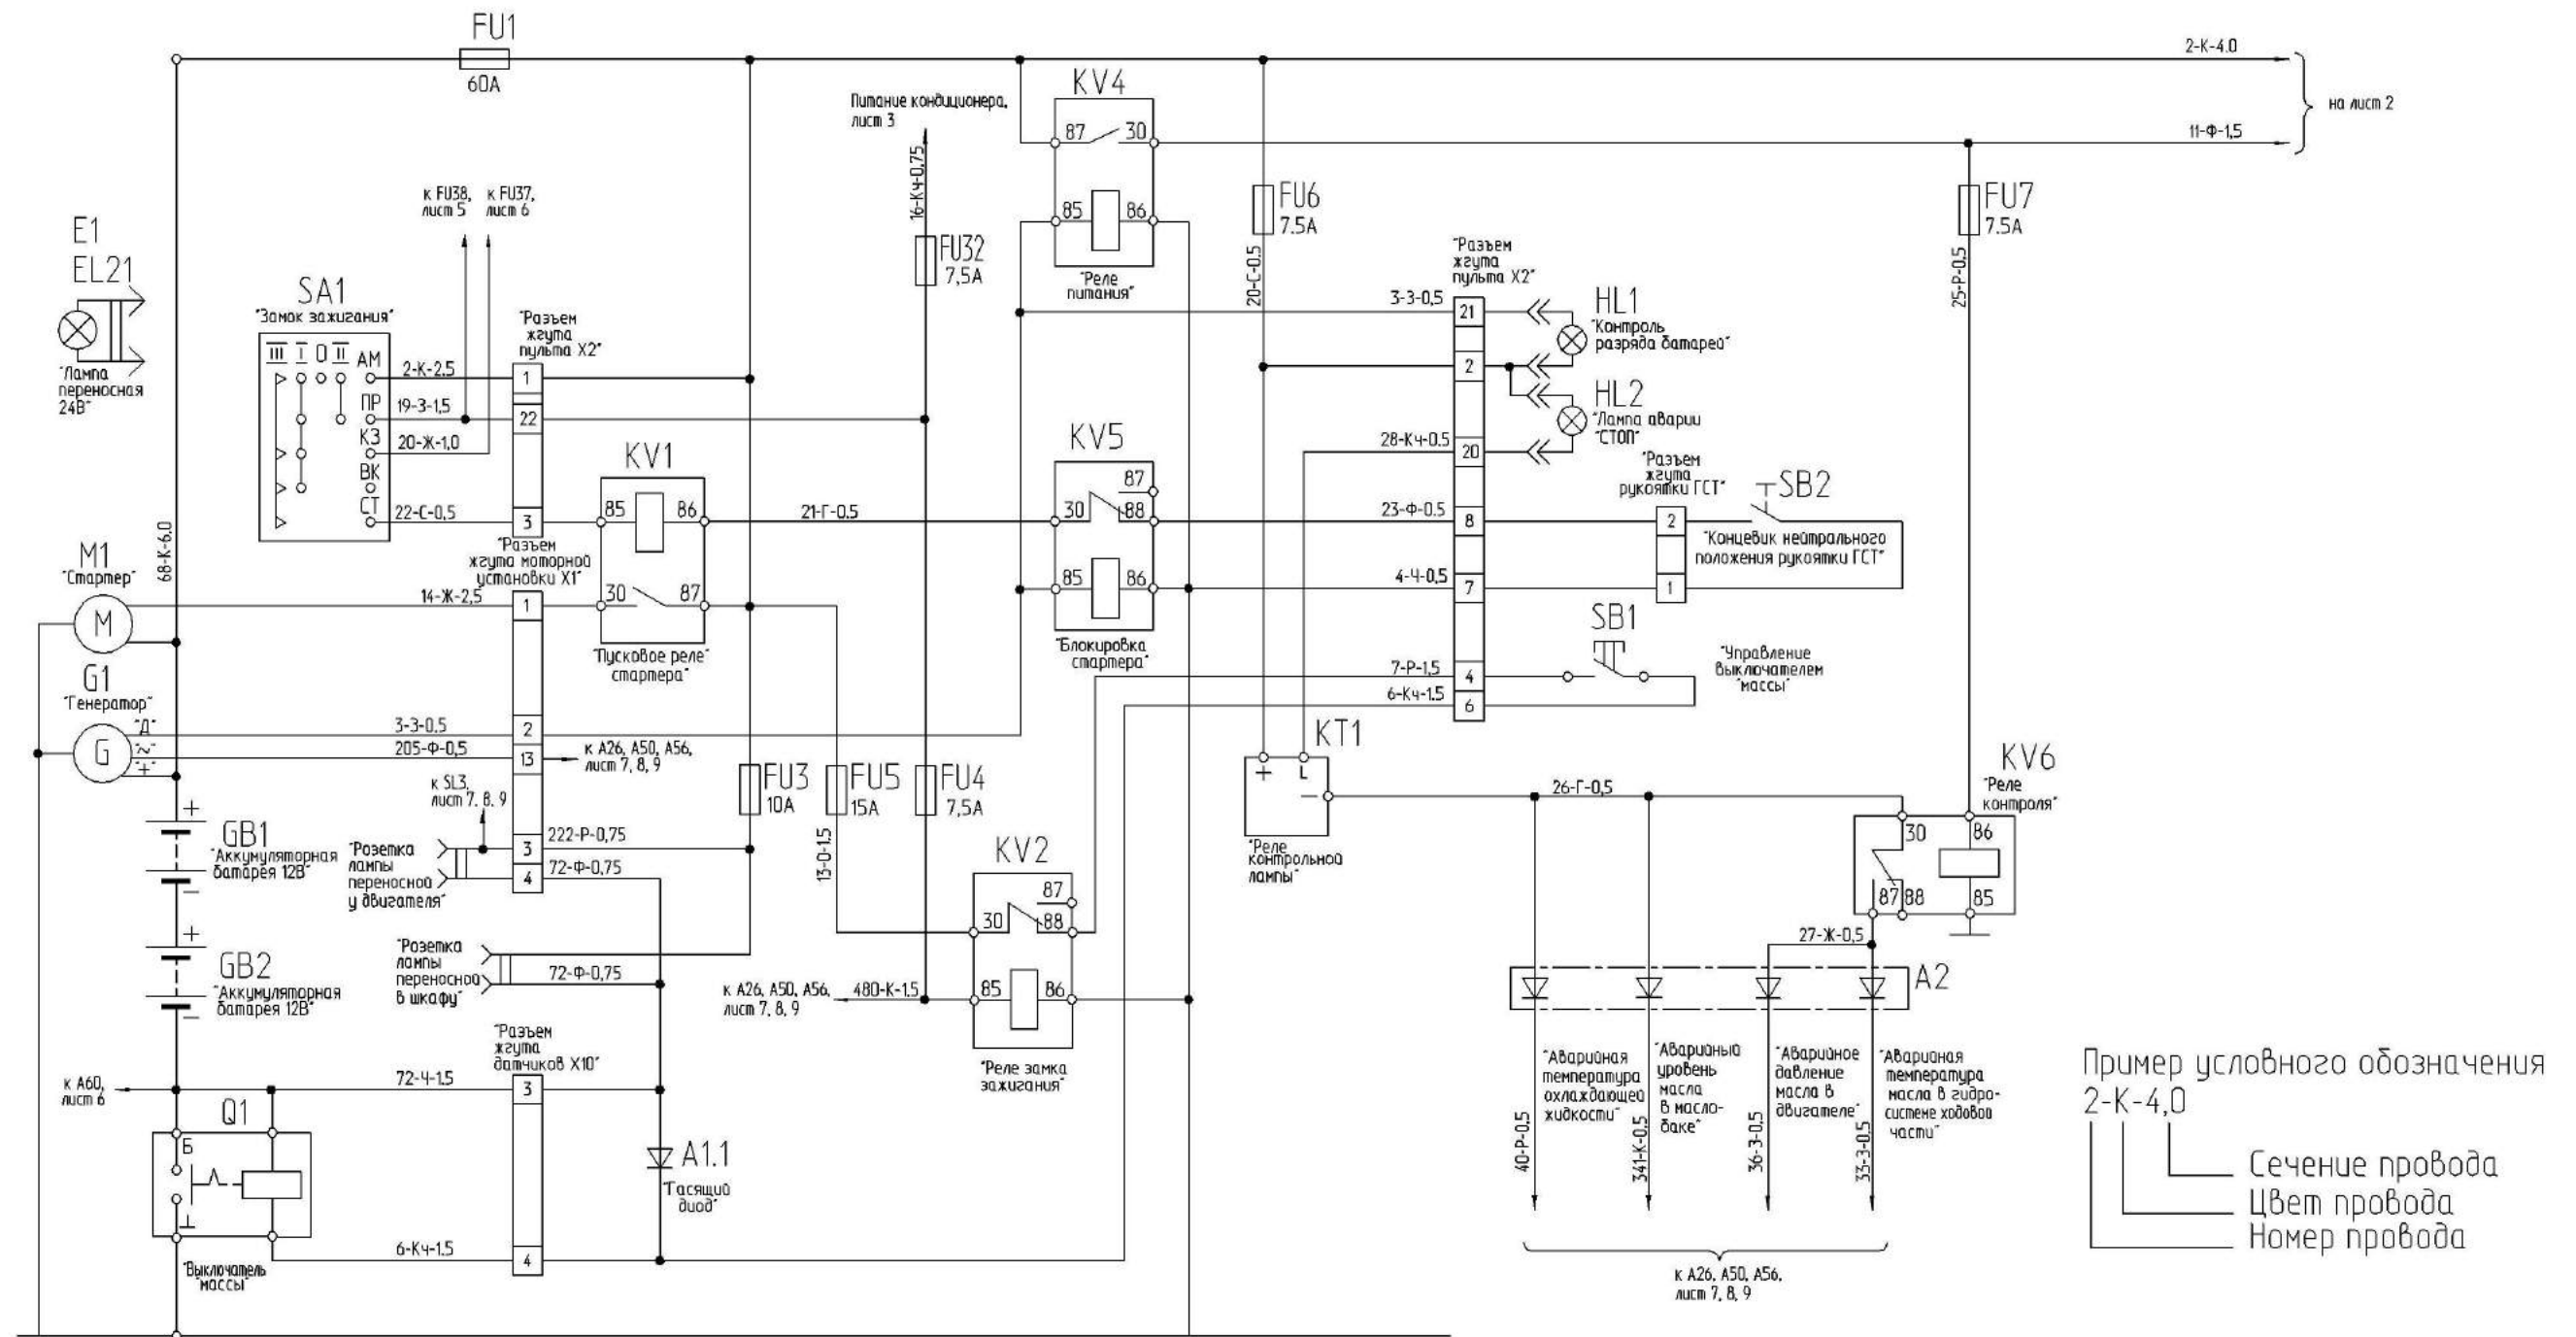 FU1
60А
2-К-4.0
на лист 2
11-Ф-1,5
KV4
87
30
85
86
"Реле
питания"
Питание кондиционера,
лист 3
16-Кч-0,75
FU32
7,5А
FU6
7.5А
20-С-0.5
FU7
7.5А
25-Р-0.5
к FU38,
лист 5
к FU37,
лист 6
E1
EL21
"Лампа
переносная
24В"
SA1
"Замок зажигания"
III I 0 II
АМ
ПР
КЗ
ВК
СТ
2-К-2.5
19-З-1,5
20-Ж-1,0
22-С-0,5
"Разъем
жгута
пульта Х2"
1
22
3
68-К-6.0
KV1
85
86
30
87
"Пусковое реле"
стартера"
21-Г-0.5
KV5
87
30
88
85
86
"Блокировка
стартера"
"Разъем
жгута
пульта Х2"
3-З-0,5
21
2
28-Кч-0.5
20
23-Ф-0.5
8
4-Ч-0,5
7
7-Р-1,5
4
6-Кч-1.5
6
HL1
"Контроль
разряда батарей"
HL2
"Лампа аварии
"СТОП"
"Разъем
жгута
рукоятки ГСТ"
2
1
SB2
"Концевик нейтрального
положения рукоятки ГСТ"
SB1
"Управление
выключателем
"массы"
M1
"Стартер"
M
14-Ж-2,5
"Разъем
жгута моторной
установки Х1"
1
2
13
3
4
G1
"Генератор"
G
"Д"
"~"
"+"
3-З-0.5
205-Ф-0,5
к А26, А50, А56,
лист 7, 8, 9
к SL3,
лист 7, 8, 9
222-Р-0,75
72-Ф-0,75
"Розетка
лампы
переносной
у двигателя"
FU3
10А
FU5
15А
13-О-1.5
FU4
7,5А
+
GB1
"Аккумуляторная
батарея 12В"
–
+
GB2
"Аккумуляторная
батарея 12В"
–
"Розетка
лампы
переносной
в шкафу"
72-Ф-0,75
к А26, А50, А56,
лист 7, 8, 9
480-К-1.5
KV2
87
30
88
85
86
"Реле замка
зажигания"
KT1
+
L
–
"Реле
контрольной
лампы"
26-Г-0,5
KV6
"Реле
контроля"
30
86
87
88
85
27-Ж-0,5
A2
"Аварийная
температура
охлаждающей
жидкости"
"Аварийный
уровень
масла
в масло-
баке"
"Аварийное
давление
масла в
двигателе"
"Аварийная
температура
масла в гидро-
системе ходовой
части"
40-Р-0.5
341-К-0.5
36-З-0.5
33-З-0.5
к А26, А50, А56,
лист 7, 8, 9
к А60,
лист 6
72-Ч-1.5
"Разъем
жгута
датчиков Х10"
3
4
Q1
Б
⊥
"Выключатель
"массы"
6-Кч-1.5
A1.1
"Гасящий
диод"
Пример условного обозначения
2-К-4,0
Сечение провода
Цвет провода
Номер провода